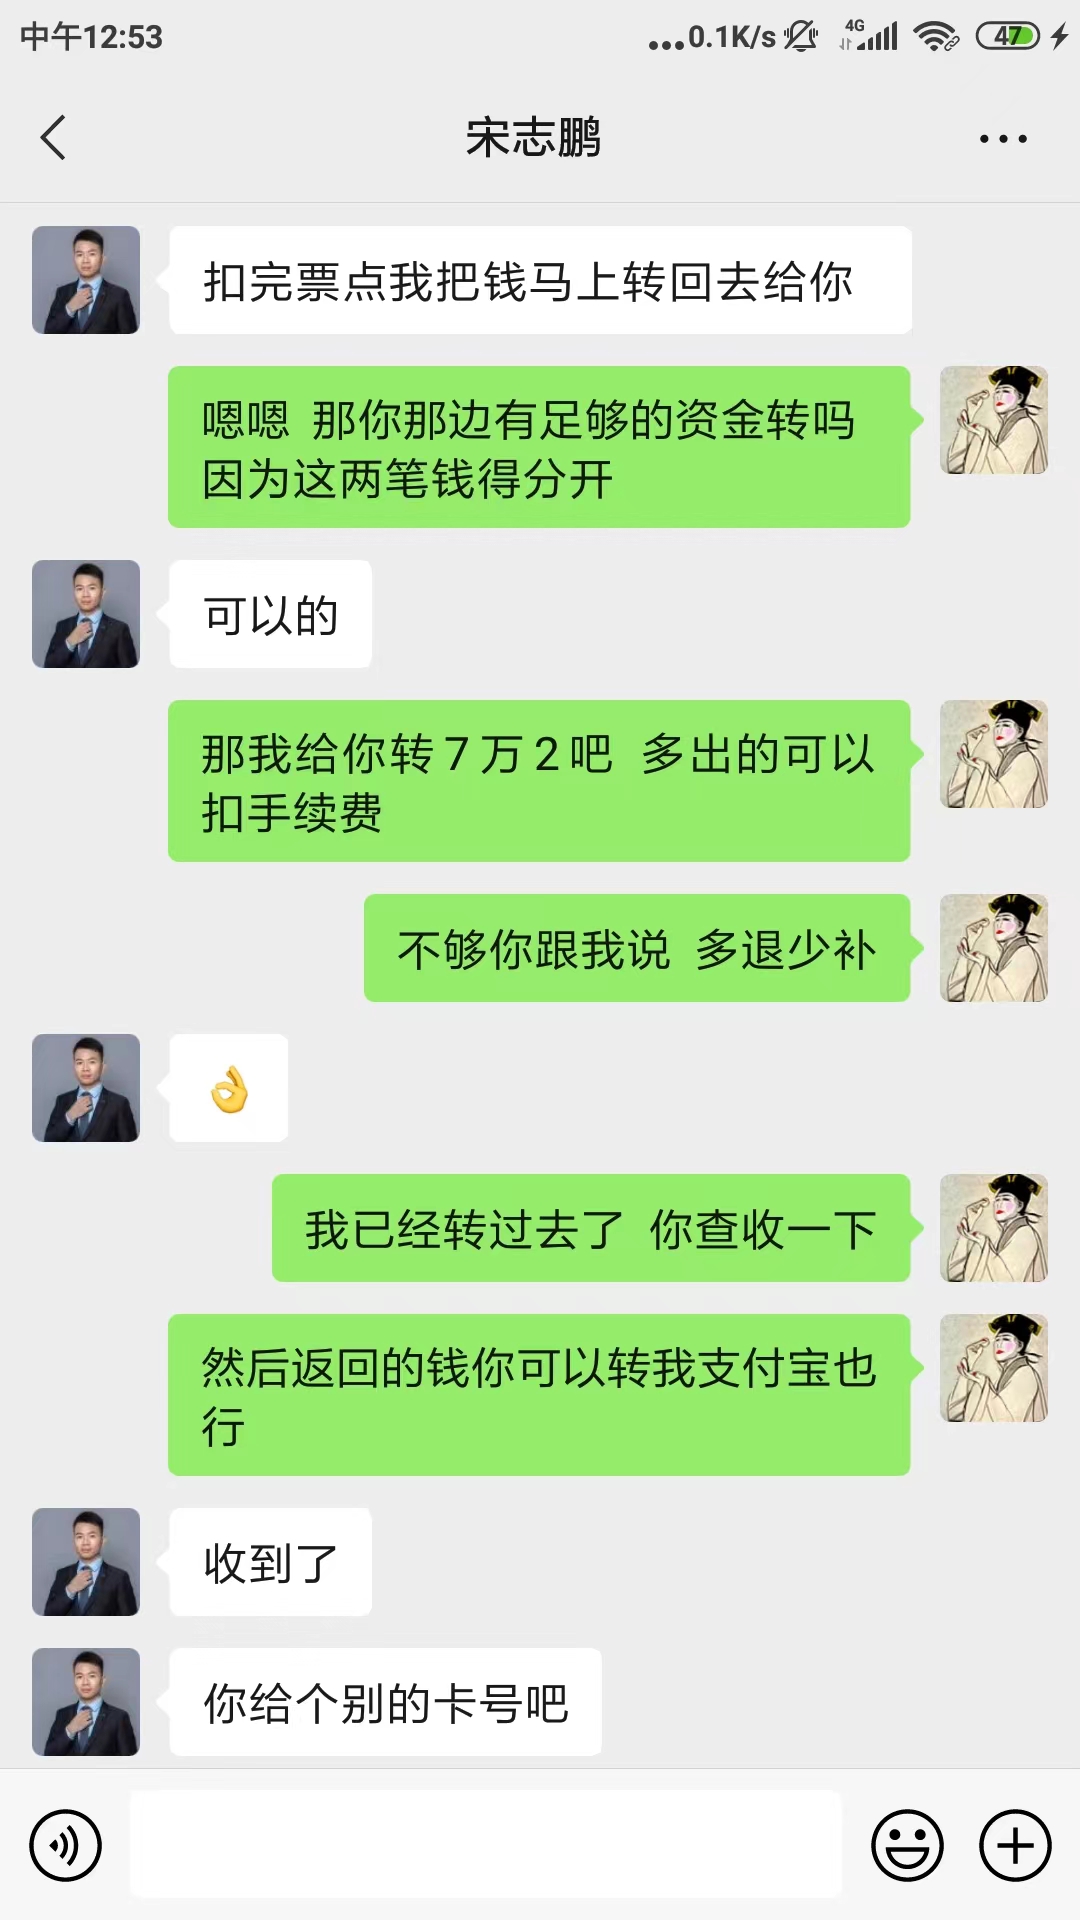 中午12:53
...0.1K/s
4G
47
宋志鹏
扣完票点我把钱马上转回去给你
嗯嗯 那你那边有足够的资金转吗
因为这两笔钱得分开
可以的
那我给你转7万2吧 多出的可以
扣手续费
不够你跟我说 多退少补
👌
我已经转过去了 你查收一下
然后返回的钱你可以转我支付宝也
行
收到了
你给个别的卡号吧